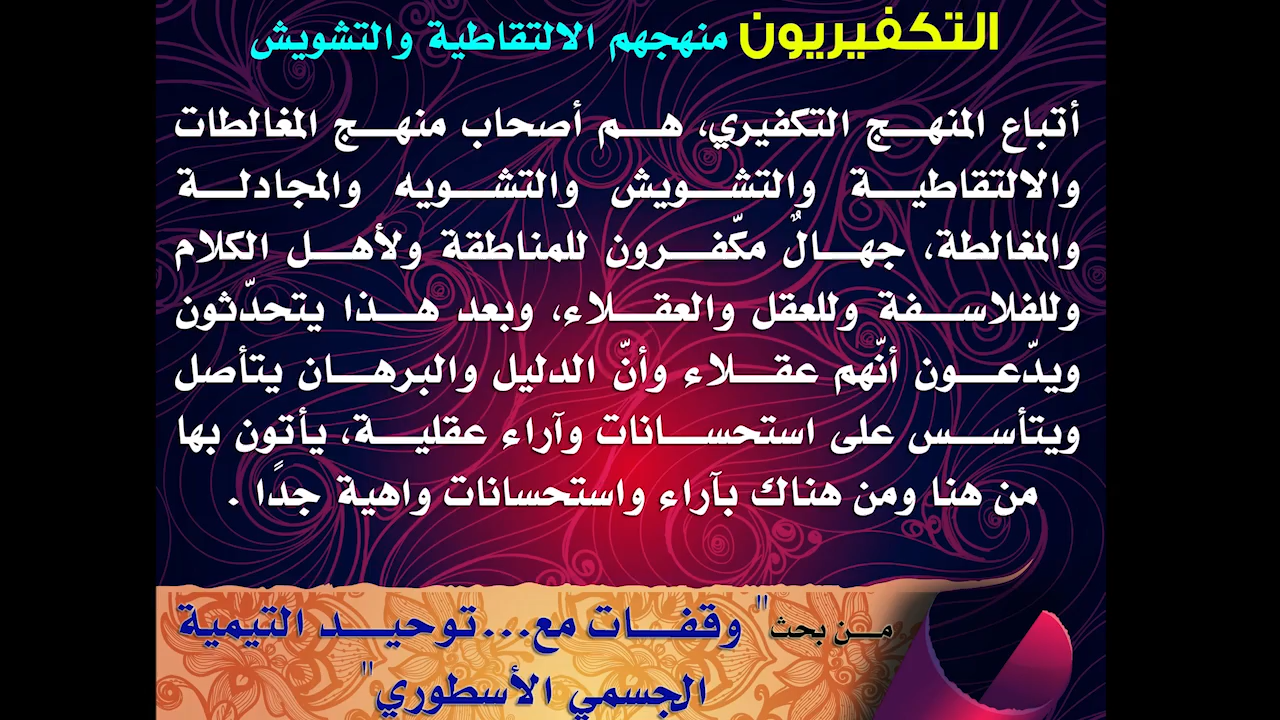 التكفيريون منهجهم الالتقاطية والتشويش
أتباع المنهج التكفيري، هم أصحاب منهج المغالطات
والالتقاطية والتشويش والتشويه والمجادلة
والمغالطة، جهالٌ مكّفرون للمناطقة ولأهل الكلام
وللفلاسفة وللعقل والعقلاء، وبعد هذا يتحدّثون
ويدّعون أنّهم عقلاء وأنّ الدليل والبرهان يتأصل
ويتأسس على استحسانات وآراء عقلية، يأتون بها
من هنا ومن هناك بآراء واستحسانات واهية جدًا .
من بحث" وقفات مع...توحيد التيمية
الجسمي الأسطوري"